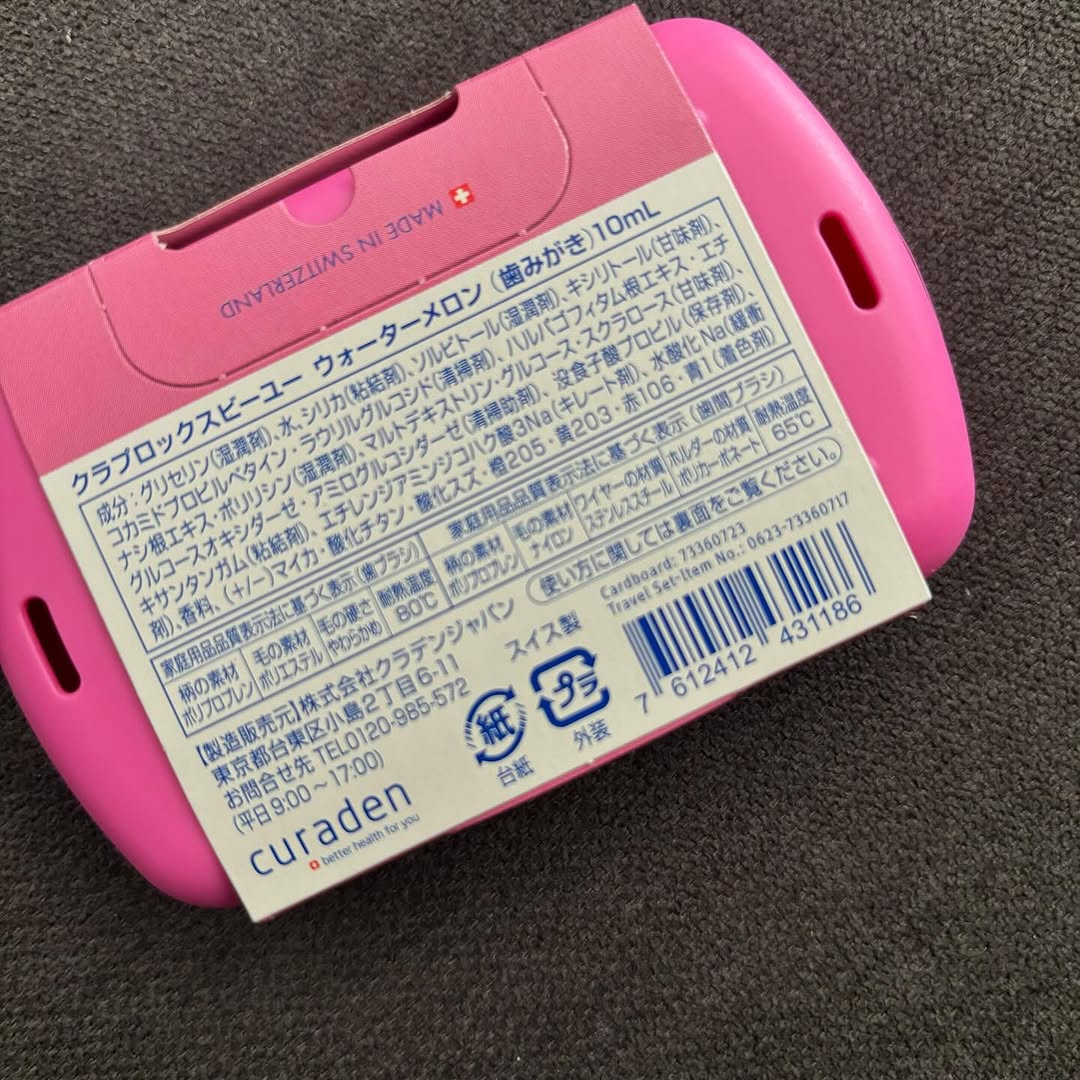 MADE IN SWITZERLAND
クラプロックスビーユー ウォーターメロン (歯みがき)10mL
成分:グリセリン(湿潤剤)、水、シリカ(粘結剤)、ソルビトール(湿潤剤)、キシリトール(甘味剤)、
コカミドプロピルベタイン・ラウリルグルコシド(清掃剤)、ハルパゴフィタム根エキス・エチ
ナシ根エキス・ポリリシン(湿潤剤)、マルトデキストリン・グルコース・スクラロース(甘味剤)、
グルコースオキシダーゼ・アミログルコシダーゼ(清掃助剤)、没食子酸プロピル(保存剤)、
キサンタンガム(粘結剤)、エチレンジアミンジコハク酸3Na(キレート剤)、水酸化Na(緩衝
剤)、香料、(+/−)マイカ・酸化チタン・酸化スズ・橙205・黄203・赤106・青1(着色剤)
家庭用品品質表示法に基づく表示(歯ブラシ)
柄の素材 毛の素材 毛の硬さ 耐熱温度
ポリプロプレン ポリエステル やわらかめ 80℃
家庭用品品質表示法に基づく表示(歯間ブラシ)
柄の素材 毛の素材 ワイヤーの材質 ホルダーの材質 耐熱温度
ポリプロプレン ナイロン ステンレススチール ポリカーボネート 65℃
使い方に関しては裏面をご覧ください。
【製造販売元】株式会社クラデンジャパン
東京都台東区小島2丁目6-11
お問合せ先 TEL0120-985-572
(平日9:00〜17:00)
curaden
better health for you
スイス製
紙
台紙
プラ
外装
Cardboard: 73360723
Travel Set-Item No.: 0623-73360717
7 612412 431186